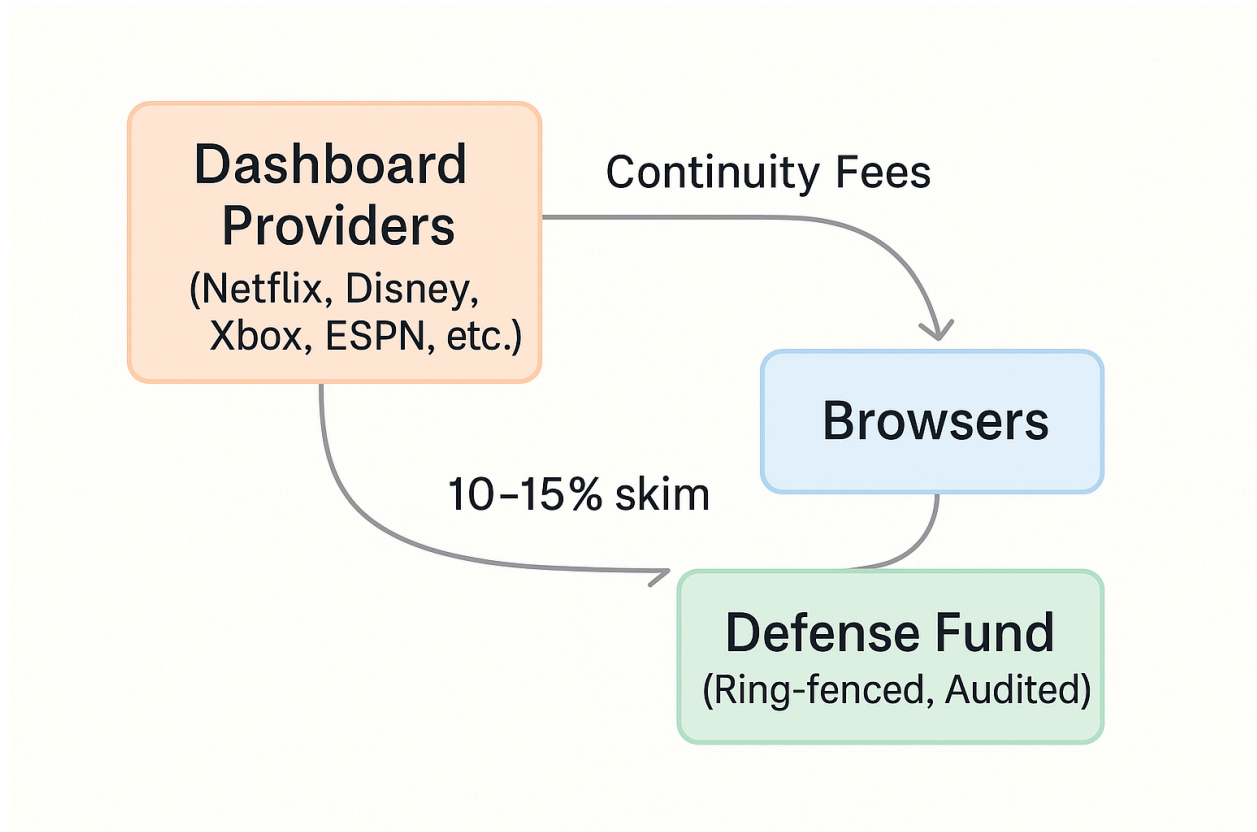 Dashboard
Providers
(Netflix, Disney,
Xbox, ESPN, etc.)
Continuity Fees
Browsers
10–15% skim
Defense Fund
(Ring-fenced, Audited)